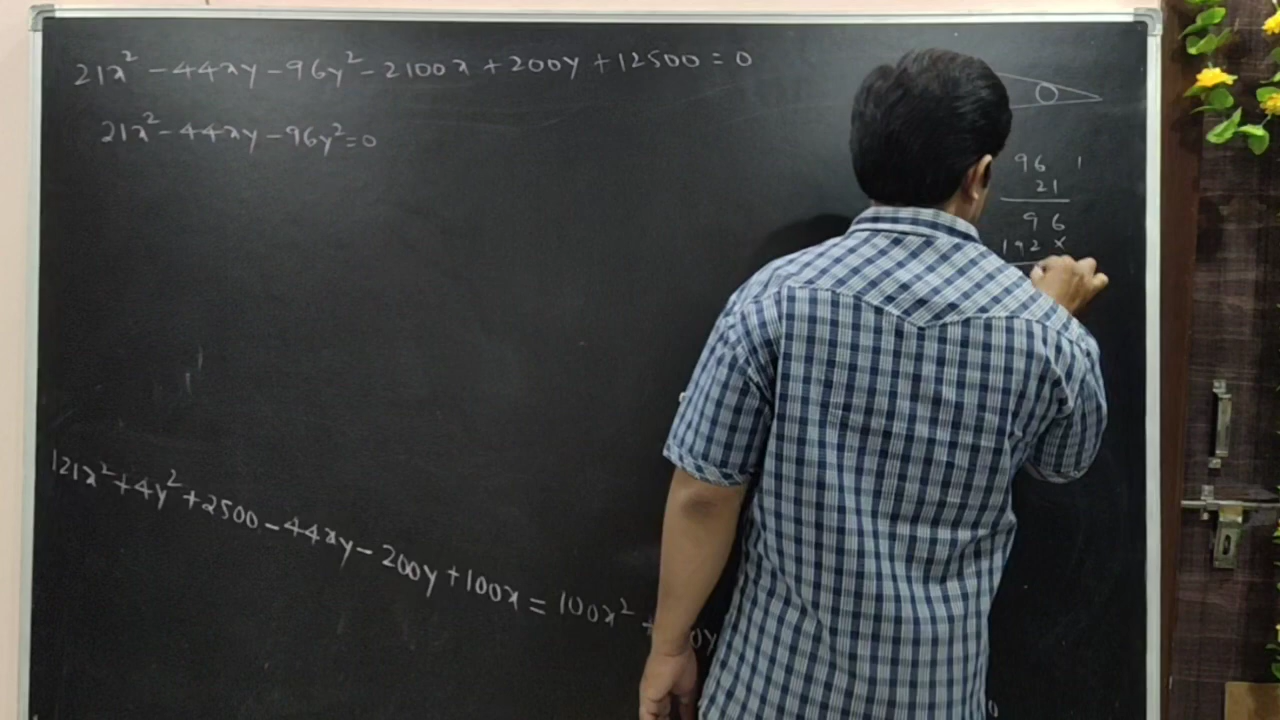 21x² - 44xy - 96y² - 2100x + 200y + 12500 = 0
21x² - 44xy - 96y² = 0
96 1
21
96
192 ×
121x² + 4y² + 2500 - 44xy - 200y + 100x = 100x² +